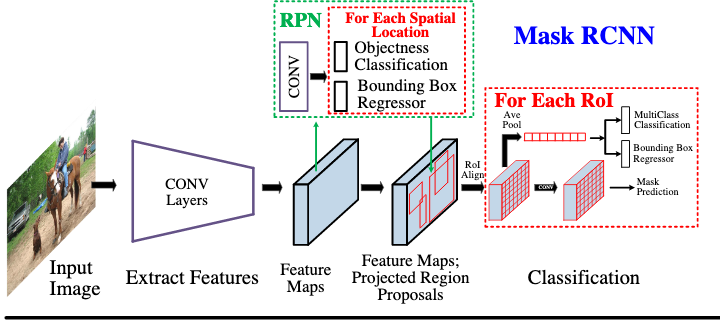 RPN
For Each Spatial
Location
CONV
Objectness
Classification
Bounding Box
Regressor
Mask RCNN
For Each RoI
Ave
Pool
MultiClass
Classification
Bounding Box
Regressor
RoI
Align
CONV
Mask
Prediction
CONV
Layers
Input
Image
Extract Features
Feature
Maps
Feature Maps;
Projected Region
Proposals
Classification